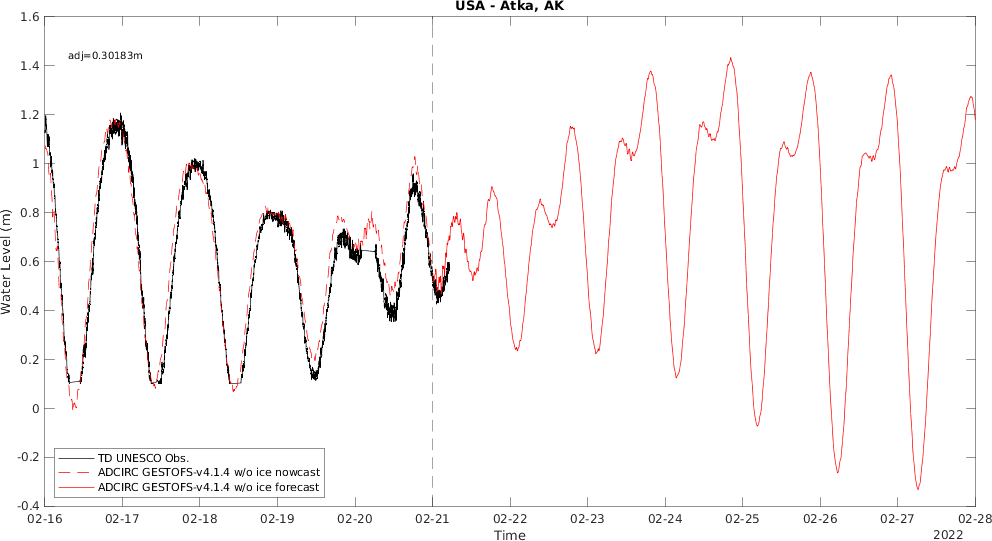 USA - Atka, AK
adj=0.30183m
Water Level (m)
1.6
1.4
1.2
1
0.8
0.6
0.4
0.2
0
-0.2
-0.4
TD UNESCO Obs.
ADCIRC GESTOFS-v4.1.4 w/o ice nowcast
ADCIRC GESTOFS-v4.1.4 w/o ice forecast
02-16 02-17 02-18 02-19 02-20 02-21 02-22 02-23 02-24 02-25 02-26 02-27 02-28
Time
2022